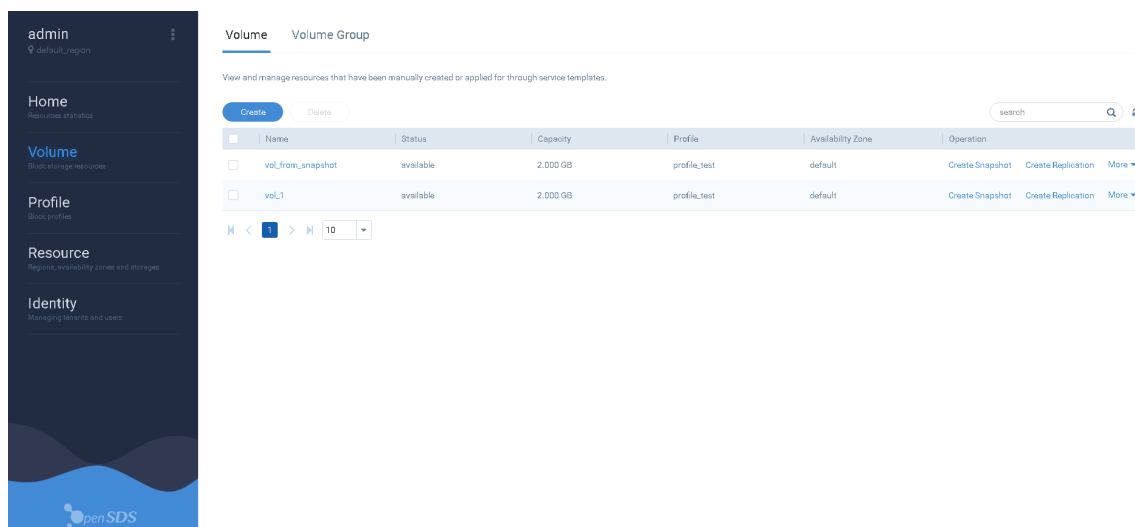 admin
default_region
Home
Resources statistics
Volume
Block storage resources
Profile
Block profiles
Resource
Regions, availability zones and storages
Identity
Managing tenants and users
OpenSDS
Volume Volume Group
View and manage resources that have been manually created or applied for through service templates.
Create Delete search
Name Status Capacity Profile Availability Zone Operation
vol_from_snapshot available 2.000 GB profile_test default Create Snapshot Create Replication More
vol_1 available 2.000 GB profile_test default Create Snapshot Create Replication More
1 10